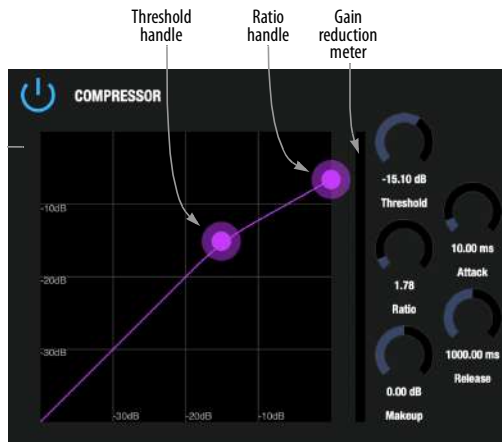 Threshold
handle
Ratio
handle
Gain
reduction
meter
COMPRESSOR
-10dB
-20dB
-30dB
-30dB
-20dB
-10dB
-15.10 dB
Threshold
10.00 ms
Attack
1.78
Ratio
1000.00 ms
Release
0.00 dB
Makeup